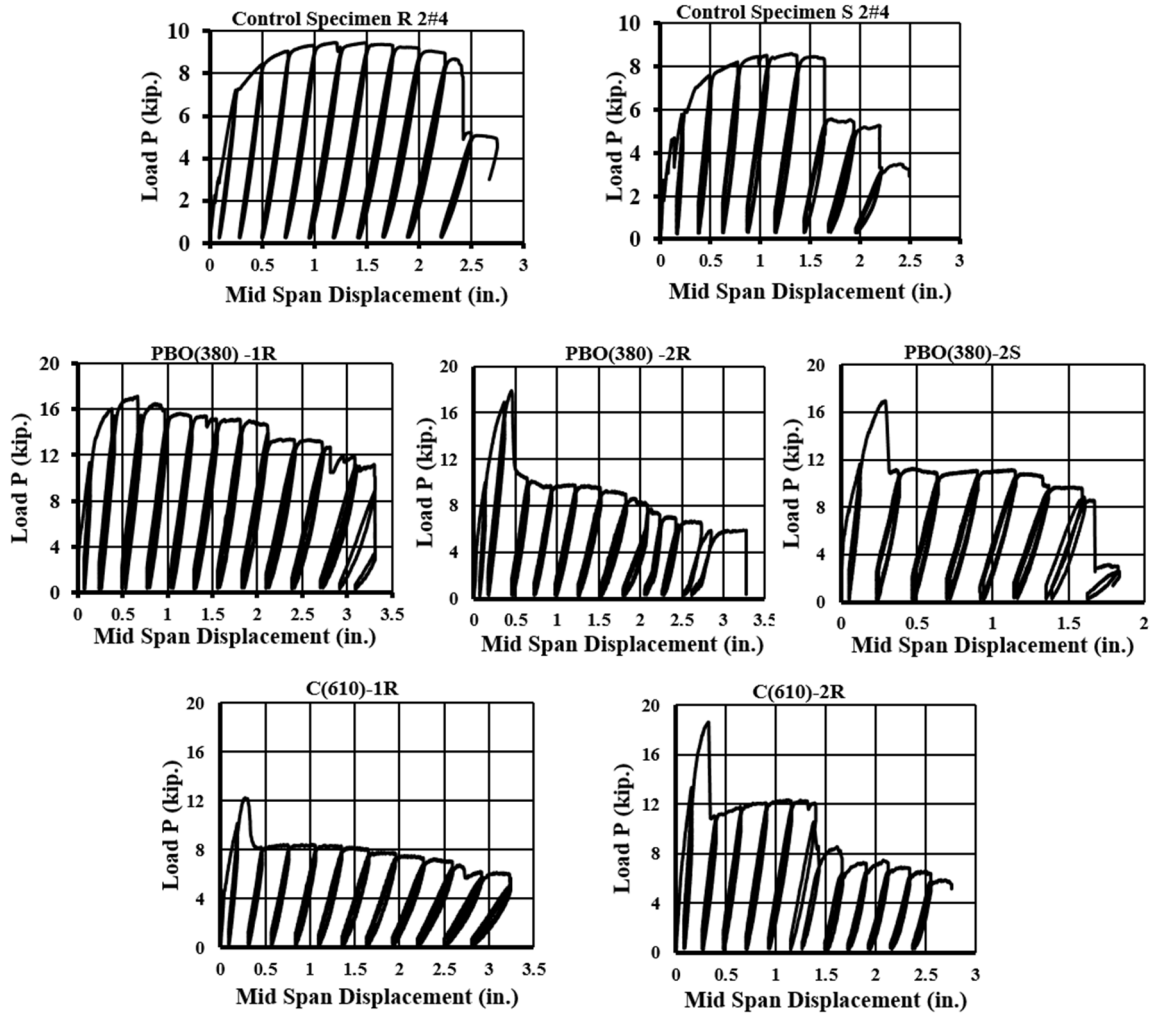 Control Specimen R 2#4
Control Specimen S 2#4
10
8
6
4
2
0
Load P (kip.)
0 0.5 1 1.5 2 2.5 3
Mid Span Displacement (in.)
10
8
6
4
2
0
Load P (kip.)
0 0.5 1 1.5 2 2.5 3
Mid Span Displacement (in.)
PBO(380) -1R
PBO(380) -2R
PBO(380)-2S
20
16
12
8
4
0
Load P (kip.)
0 0.5 1 1.5 2 2.5 3 3.5
Mid Span Displacement (in.)
20
16
12
8
4
0
Load P (kip.)
0 0.5 1 1.5 2 2.5 3 3.5
Mid Span Displacement (in.)
20
16
12
8
4
0
Load P (kip.)
0 0.5 1 1.5 2
Mid Span Displacement (in.)
C(610)-1R
C(610)-2R
20
16
12
8
4
0
Load P (kip.)
0 0.5 1 1.5 2 2.5 3 3.5
Mid Span Displacement (in.)
20
16
12
8
4
0
Load P (kip.)
0 0.5 1 1.5 2 2.5 3
Mid Span Displacement (in.)